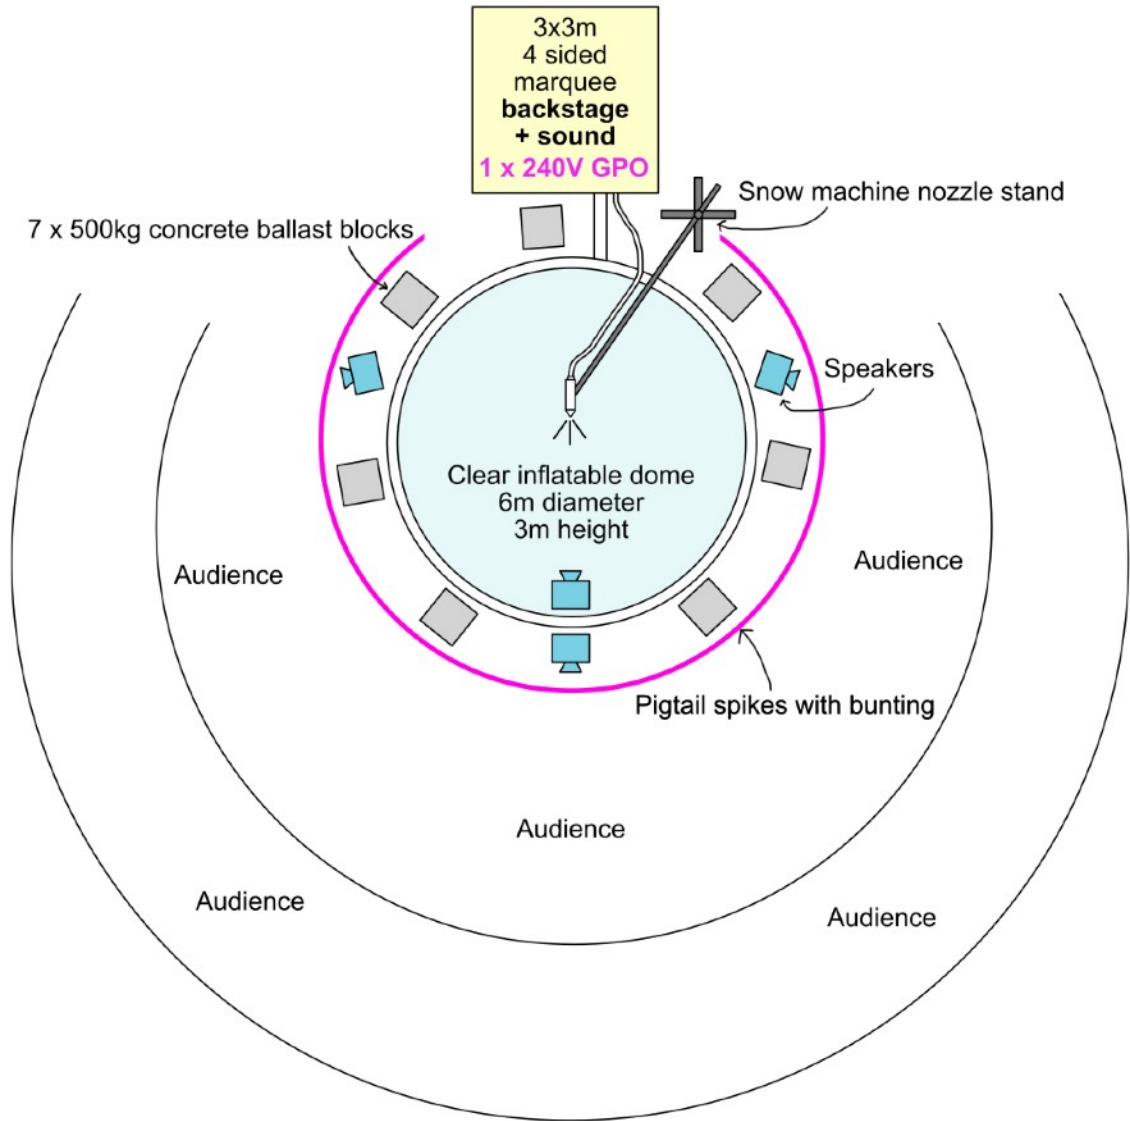 3x3m
4 sided
marquee
backstage
+ sound
1 x 240V GPO
Snow machine nozzle stand
7 x 500kg concrete ballast blocks
Speakers
Clear inflatable dome
6m diameter
3m height
Audience
Audience
Pigtail spikes with bunting
Audience
Audience
Audience